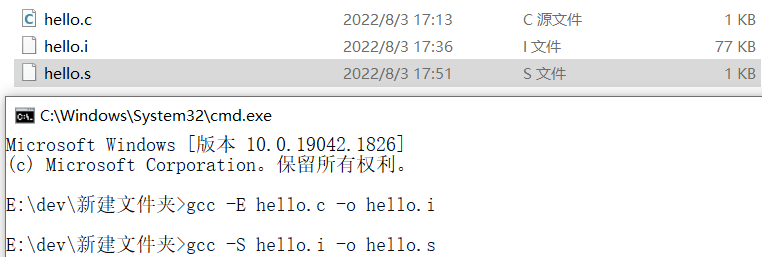 hello.c 2022/8/3 17:13 C 源文件 1 KB
hello.i 2022/8/3 17:36 I 文件 77 KB
hello.s 2022/8/3 17:51 S 文件 1 KB
C:\Windows\System32\cmd.exe
Microsoft Windows [版本 10.0.19042.1826]
(c) Microsoft Corporation。保留所有权利。
E:\dev\新建文件夹>gcc -E hello.c -o hello.i
E:\dev\新建文件夹>gcc -S hello.i -o hello.s